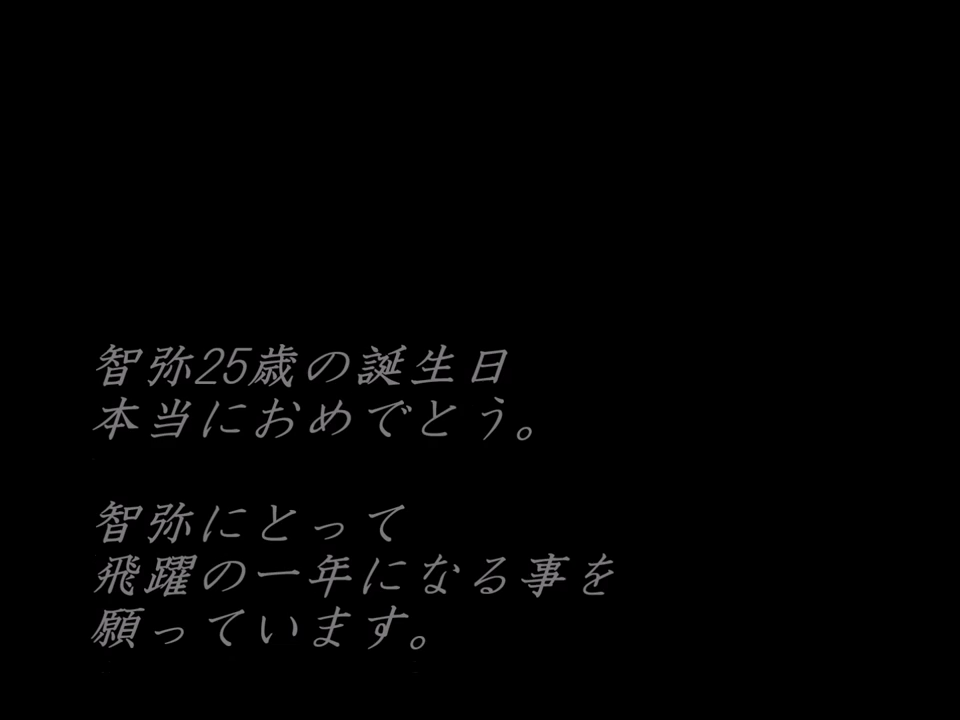 智弥25歳の誕生日
本当におめでとう。
智弥にとって
飛躍の一年になる事を
願っています。